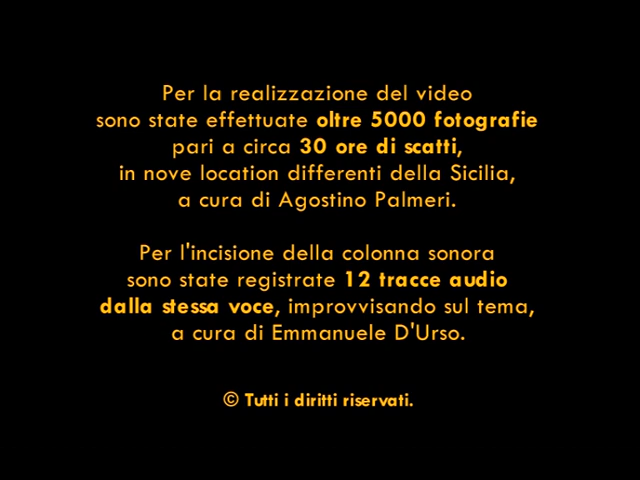 Per la realizzazione del video
sono state effettuate oltre 5000 fotografie
pari a circa 30 ore di scatti,
in nove location differenti della Sicilia,
a cura di Agostino Palmeri.
Per l'incisione della colonna sonora
sono state registrate 12 tracce audio
dalla stessa voce, improvvisando sul tema,
a cura di Emmanuele D'Urso.
© Tutti i diritti riservati.